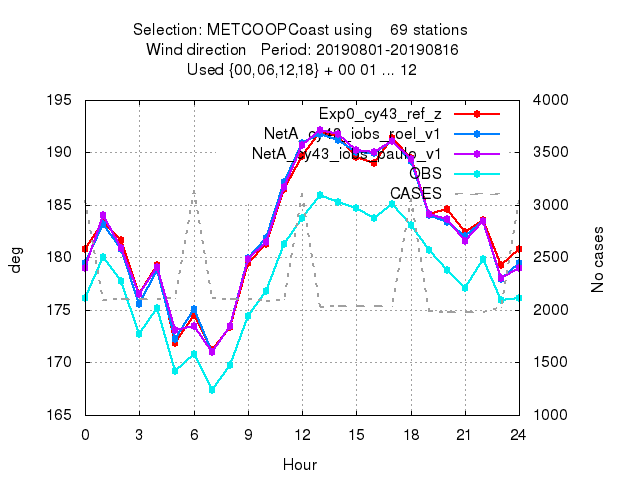 Selection: METCOOPCoast using 69 stations
Wind direction Period: 20190801-20190816
Used {00,06,12,18} + 00 01 ... 12
195 4000
Exp0_cy43_ref_z
NetA_cy43_iobs_roel_v1
190 3500
NetA_cy43_iobs_paulo_v1
OBS
CASES
185 3000
180 2500
deg
No cases
175 2000
170 1500
165 1000
0 3 6 9 12 15 18 21 24
Hour